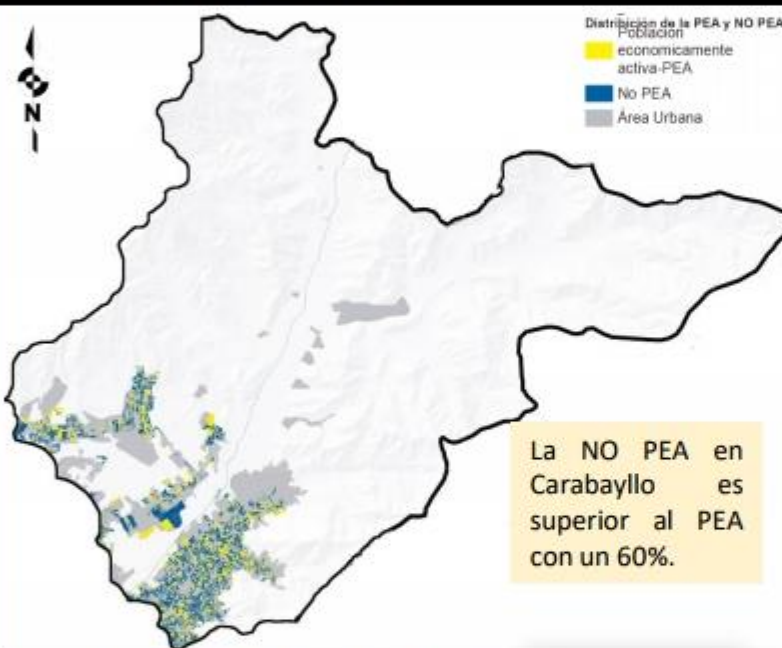 Distribición de la PEA y NO PEA
Población
economicamente
activa-PEA
No PEA
Área Urbana
N
La NO PEA en
Carabayllo es
superior al PEA
con un 60%.